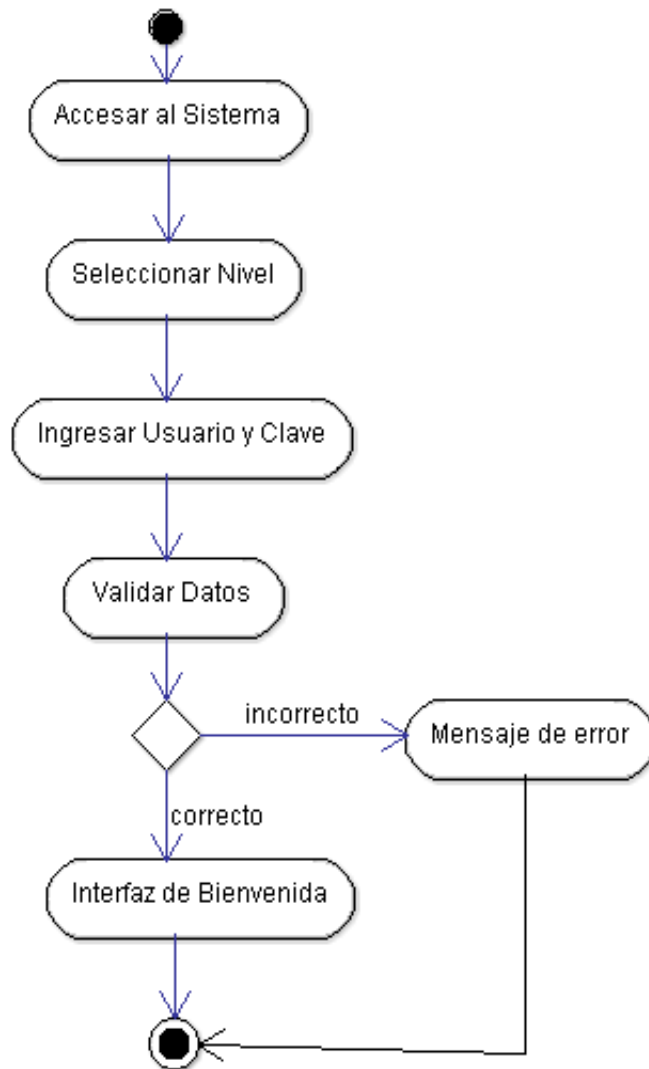 Accesar al Sistema
Seleccionar Nivel
Ingresar Usuario y Clave
Validar Datos
incorrecto
Mensaje de error
correcto
Interfaz de Bienvenida